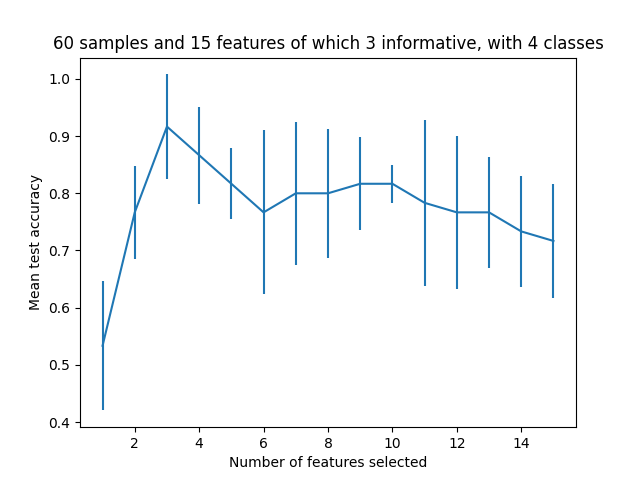 60 samples and 15 features of which 3 informative, with 4 classes
1.0
0.9
0.8
0.7
0.6
0.5
0.4
Mean test accuracy
2 4 6 8 10 12 14
Number of features selected